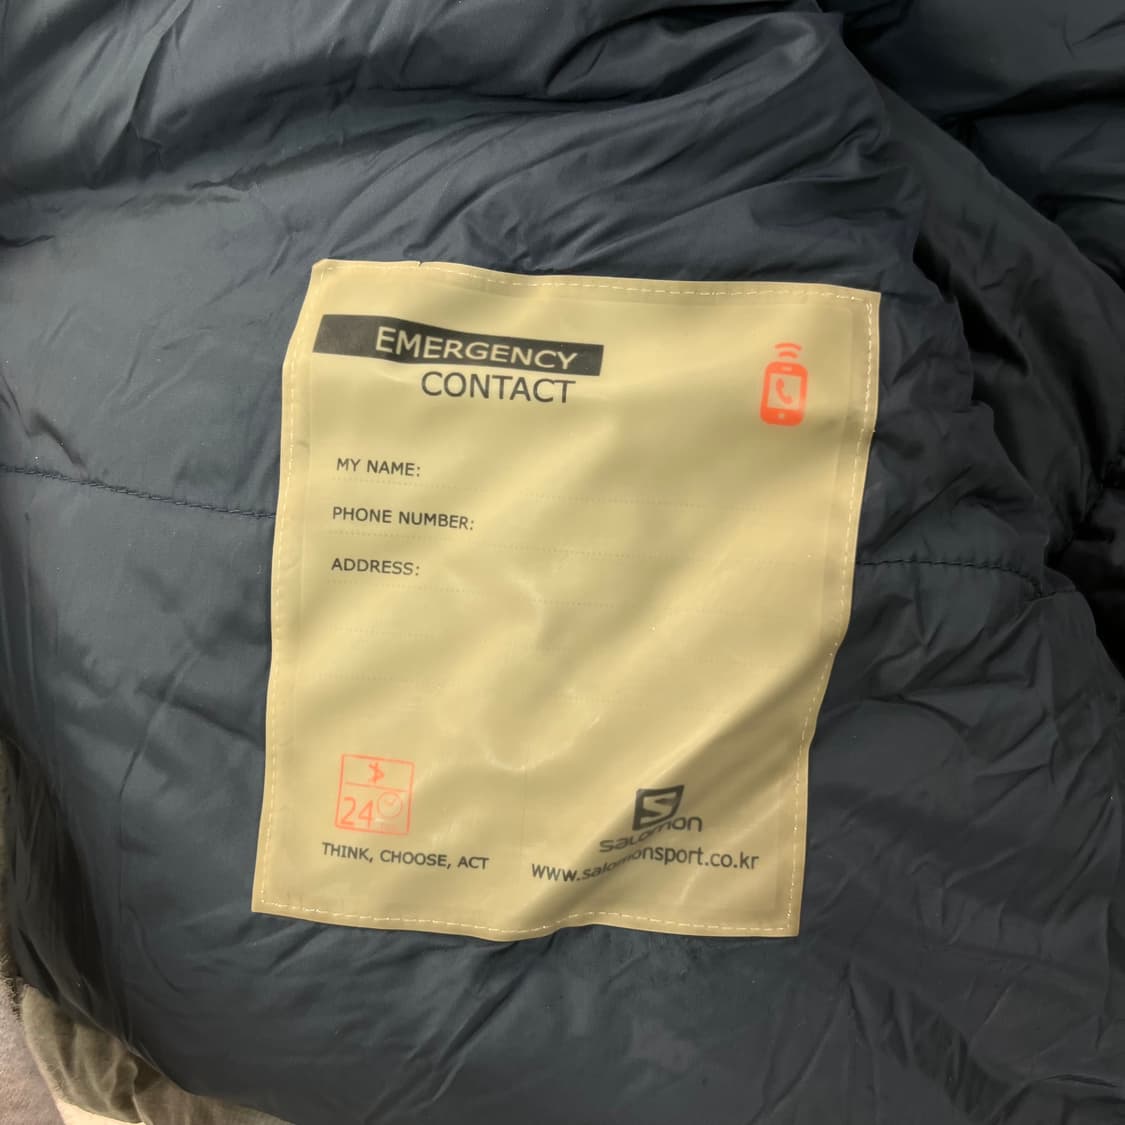 EMERGENCY
CONTACT
MY NAME:
PHONE NUMBER:
ADDRESS:
$
24
THINK, CHOOSE, ACT
S
salomon
www.salomonsport.co.kr